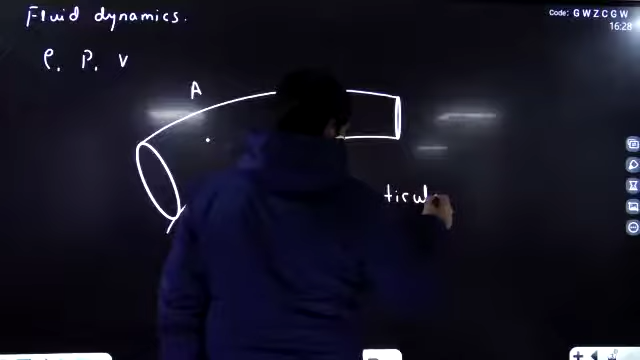 Fluid dynamics.
ρ, P, v
A
Code: GWZCGW
16:28